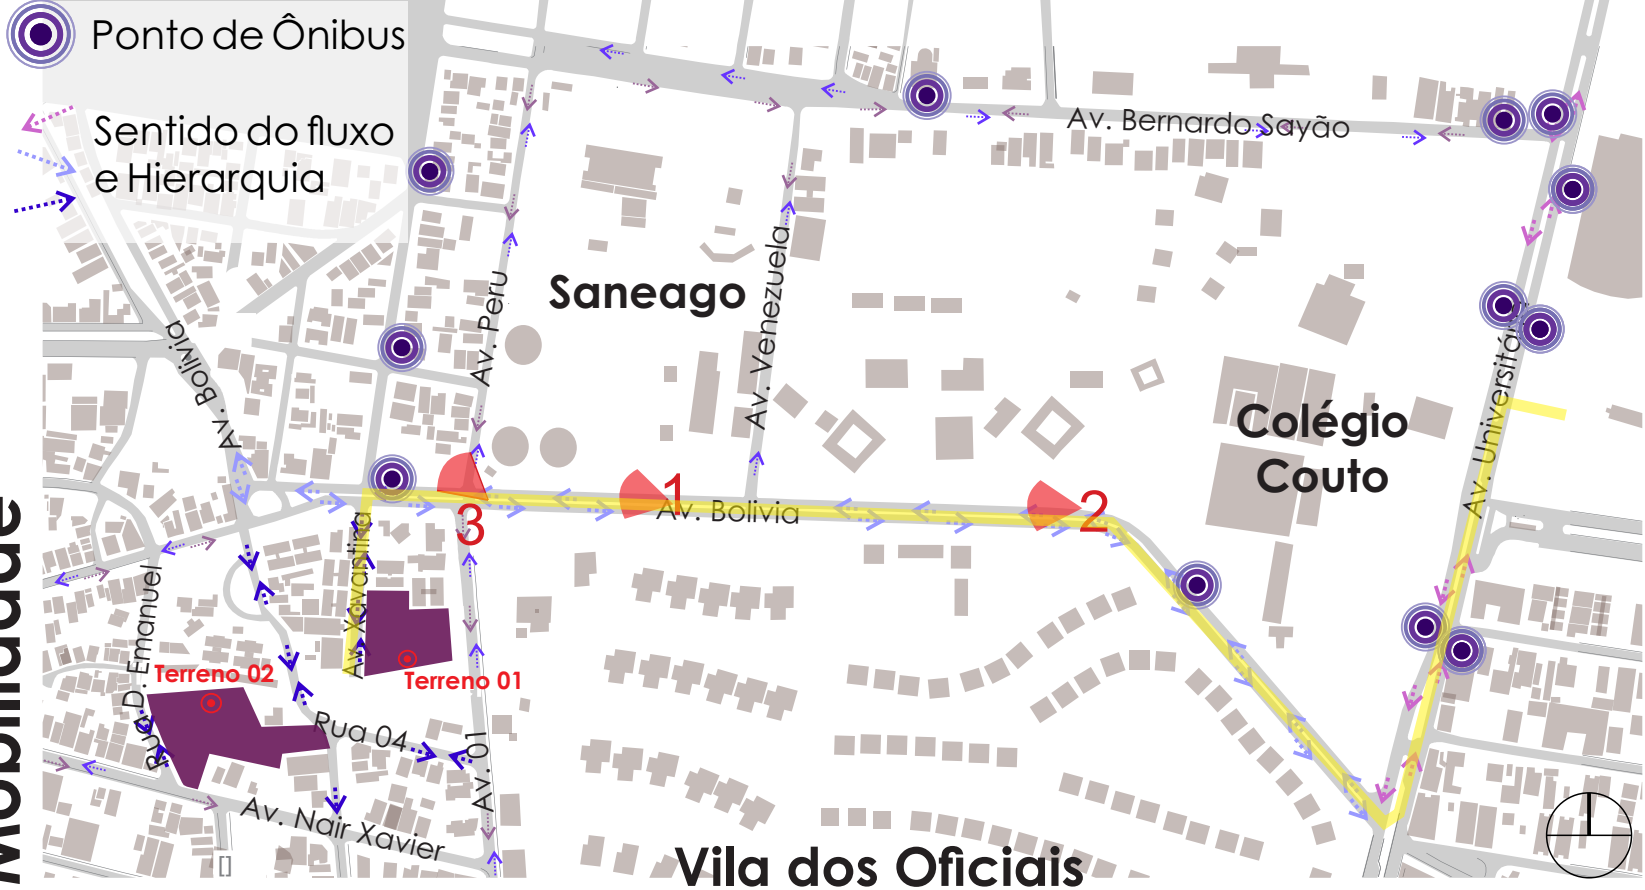 Ponto de Ônibus
Sentido do fluxo
e Hierarquia
Mobilidade
Av. Bernardo Sayão
Saneago
Av. Peru
Av. Venezuela
Av. Bolivia
Colégio
Couto
Av. Universitária
1
2
3
Av. Bolivia
Av. Xavantina
Rua D. Emanuel
Terreno 02
Terreno 01
Rua 04
Av. 01
Av. Nair Xavier
Vila dos Oficiais